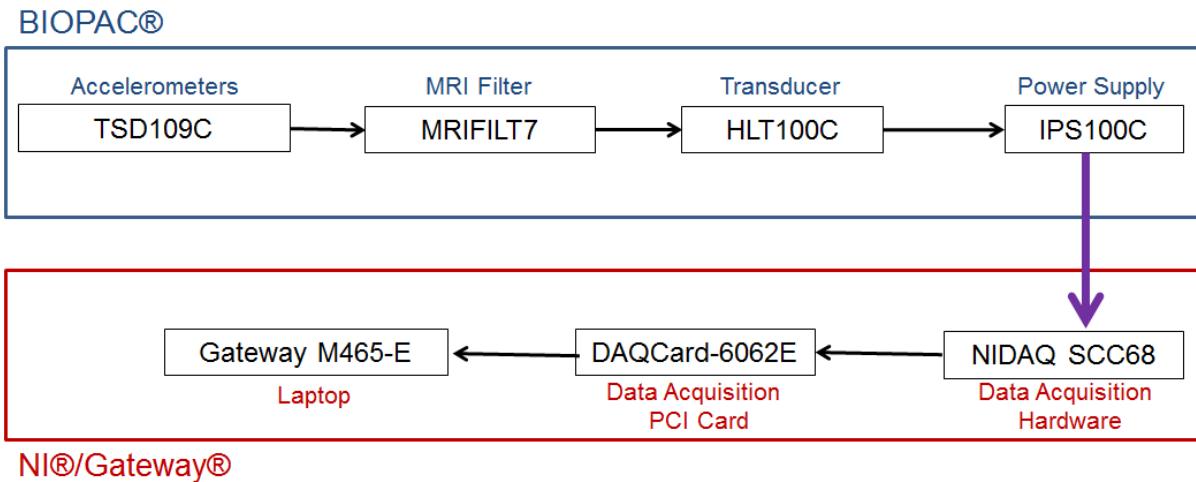 BIOPAC®
Accelerometers
TSD109C
MRI Filter
MRIFILT7
Transducer
HLT100C
Power Supply
IPS100C
Gateway M465-E
Laptop
DAQCard-6062E
Data Acquisition
PCI Card
NIDAQ SCC68
Data Acquisition
Hardware
NI®/Gateway®